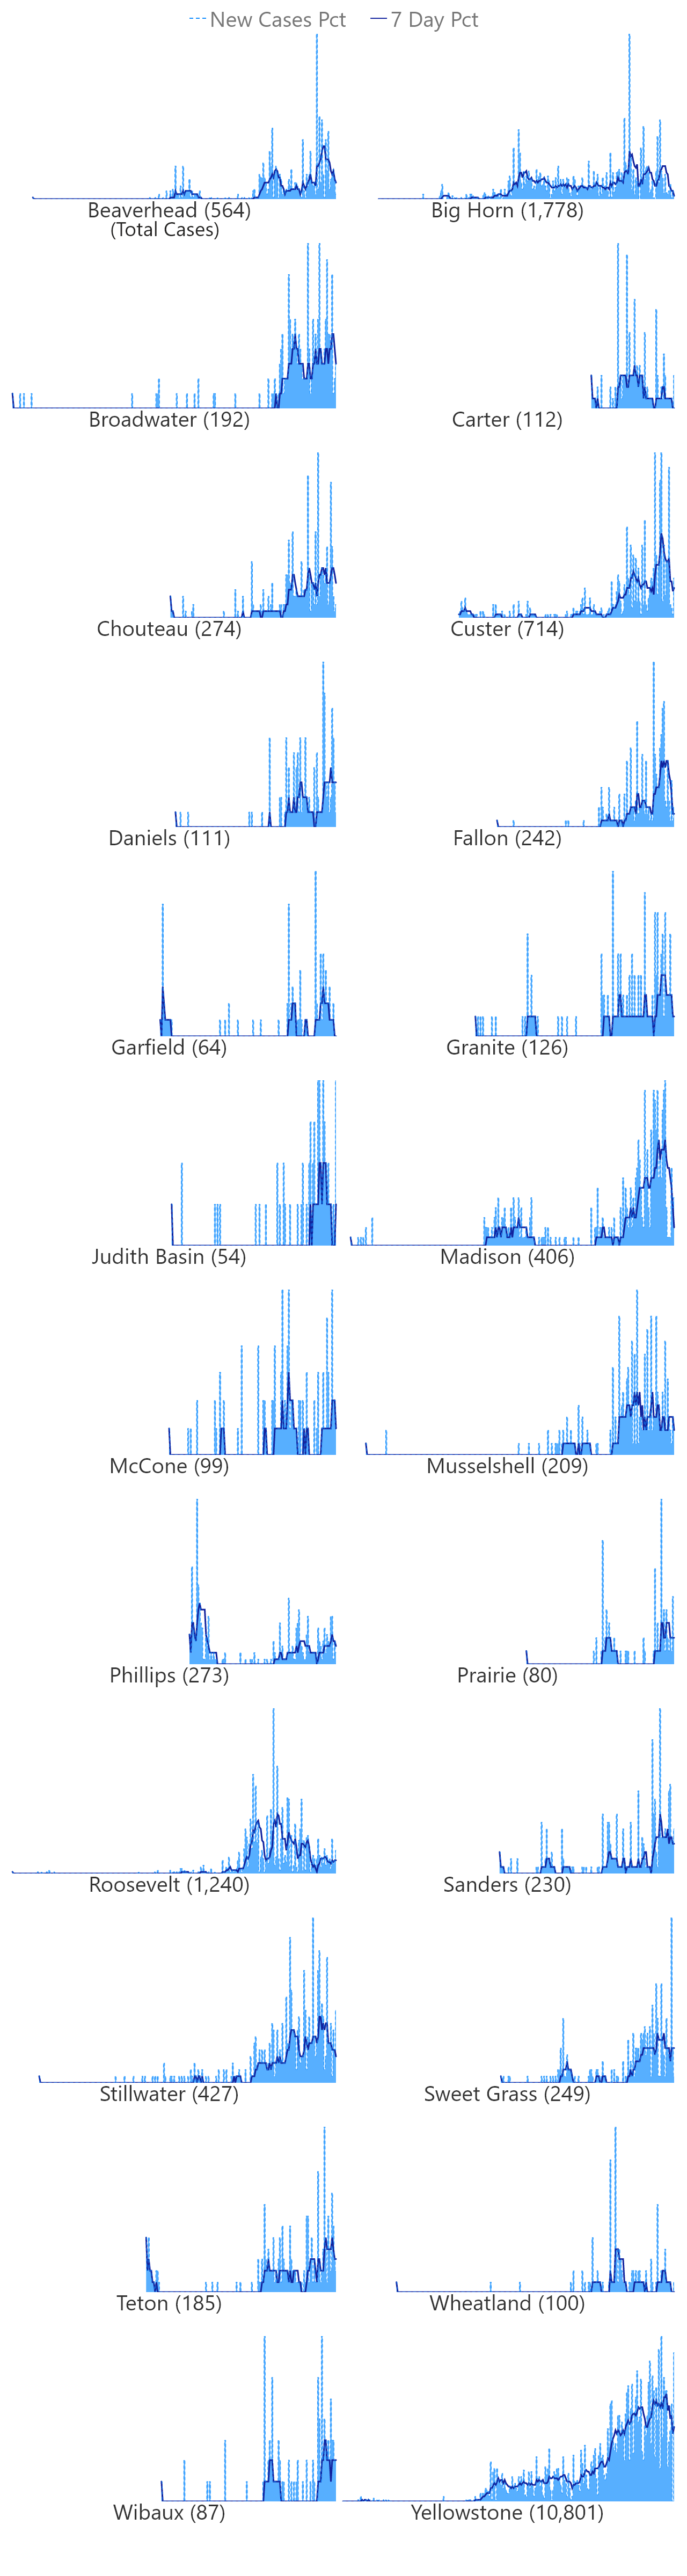 New Cases Pct 7 Day Pct
Beaverhead (564) Big Horn (1,778)
(Total Cases)
Broadwater (192) Carter (112)
Chouteau (274) Custer (714)
Daniels (111) Fallon (242)
Garfield (64) Granite (126)
Judith Basin (54) Madison (406)
McCone (99) Musselshell (209)
Phillips (273) Prairie (80)
Roosevelt (1,240) Sanders (230)
Stillwater (427) Sweet Grass (249)
Teton (185) Wheatland (100)
Wibaux (87) Yellowstone (10,801)